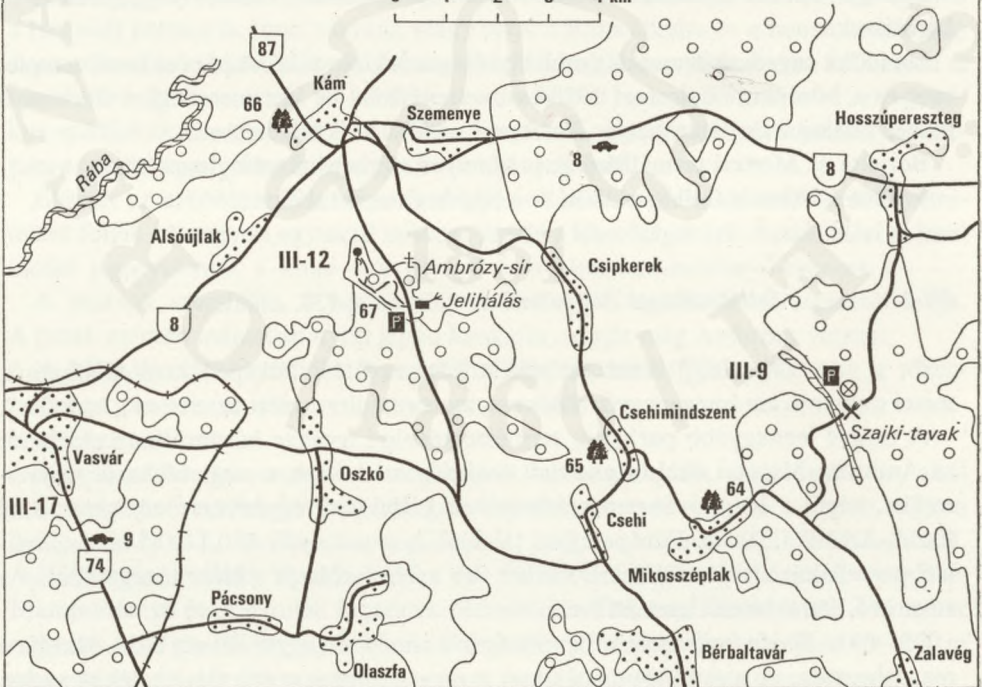 km
87
66
Kám
Szemenye
8
Hosszúpereszteg
8
Rába
Alsóújlak
III-12
Ambrózy-sír
Csipkerek
Jelihálás
67
P
8
III-9
P
Csehimindszent
Szajki-tavak
65
Vasvár
Oszkó
64
III-17
Csehi
9
74
Mikosszéplak
Pácsony
Olaszfa
Bérbaltavár
Zalavég